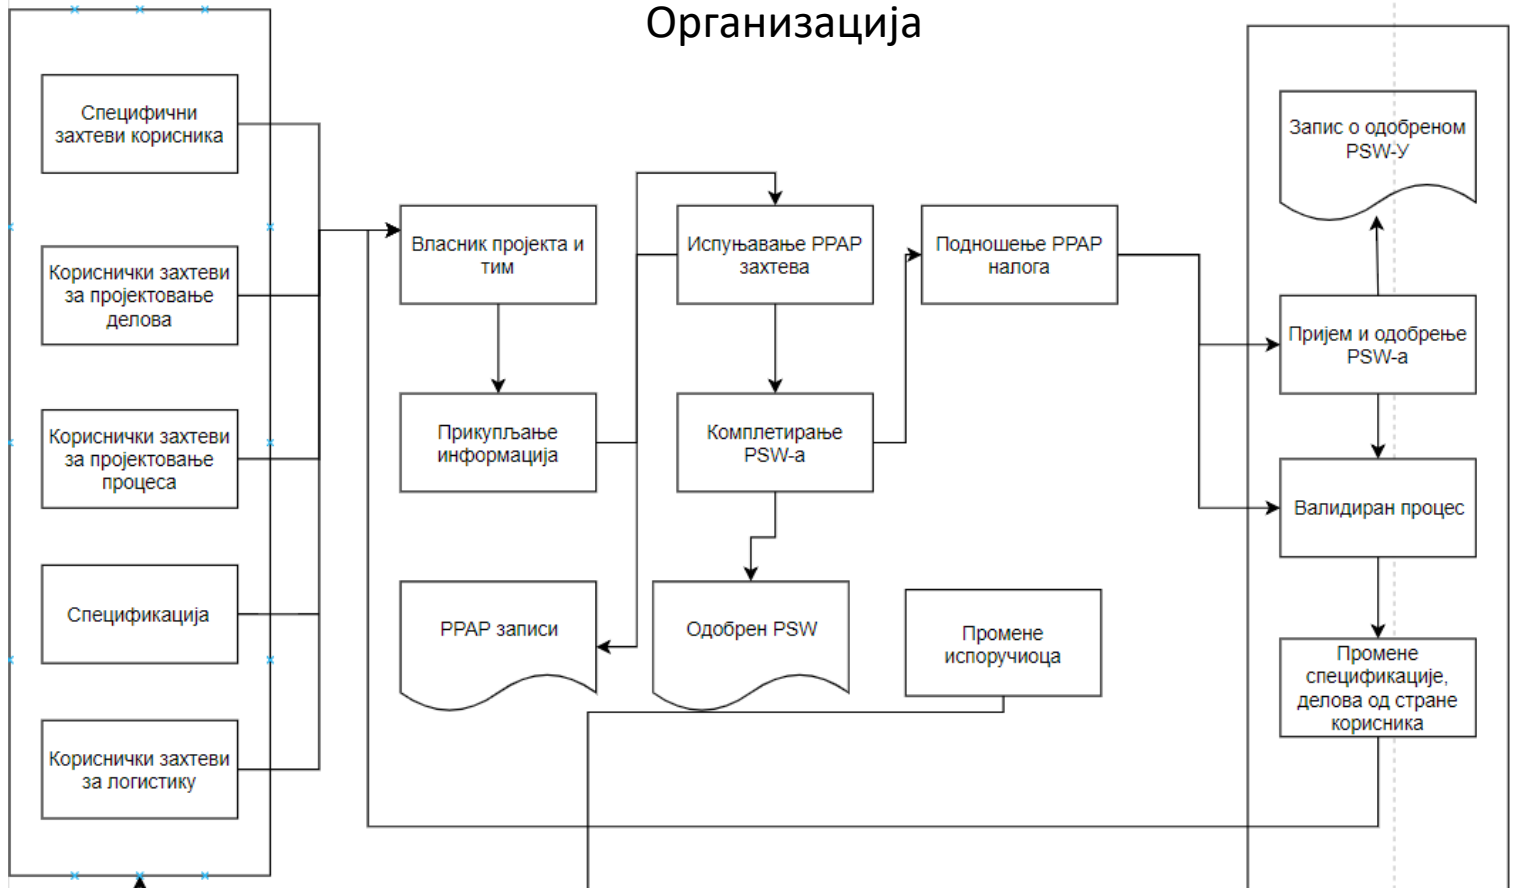 Организација
Специфични
захтеви корисника
Кориснички захтеви
за пројектовање
делова
Кориснички захтеви
за пројектовање
процеса
Спецификација
Кориснички захтеви
за логистику
Власник пројекта и
тим
Прикупљање
информација
PPAP записи
Испуњавање PPAP
захтева
Комплетирање
PSW-а
Одобрен PSW
Подношење PPAP
налога
Промене
испоручиоца
Запис о одобреном
PSW-У
Пријем и одобрење
PSW-а
Валидиран процес
Промене
спецификације,
делова од стране
корисника